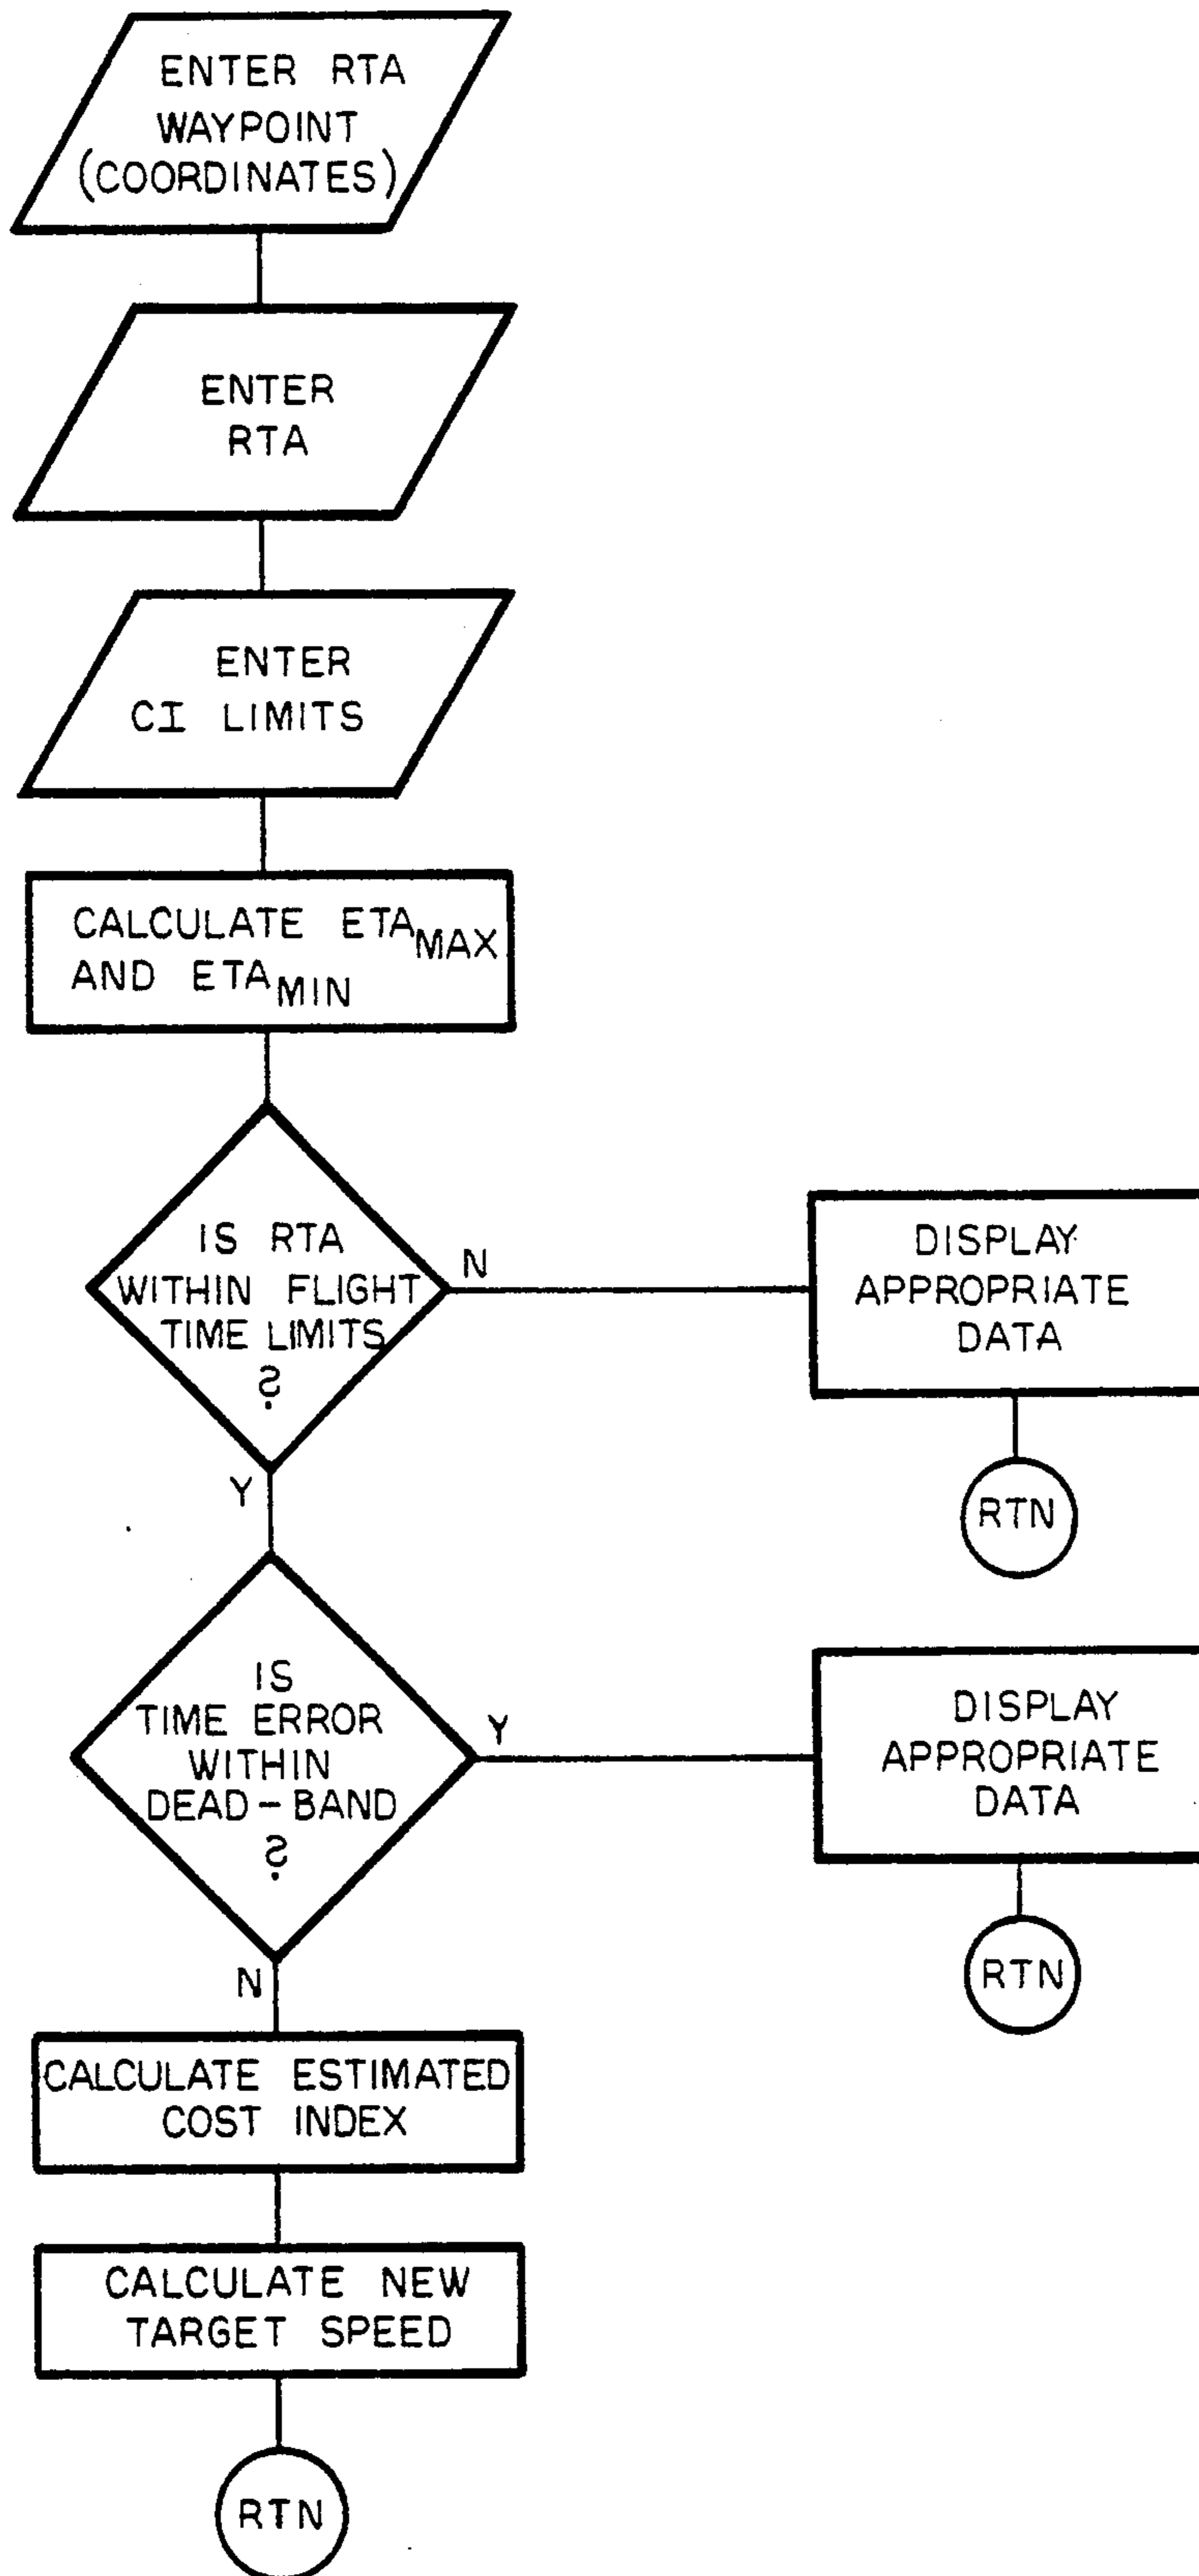 ENTER RTA
WAYPOINT
(COORDINATES)
ENTER
RTA
ENTER
CI LIMITS
CALCULATE ETAMAX
AND ETAMIN
IS RTA
WITHIN FLIGHT
TIME LIMITS
?
N
Y
DISPLAY
APPROPRIATE
DATA
RTN
IS
TIME ERROR
WITHIN
DEAD-BAND
?
Y
N
DISPLAY
APPROPRIATE
DATA
RTN
CALCULATE ESTIMATED
COST INDEX
CALCULATE NEW
TARGET SPEED
RTN